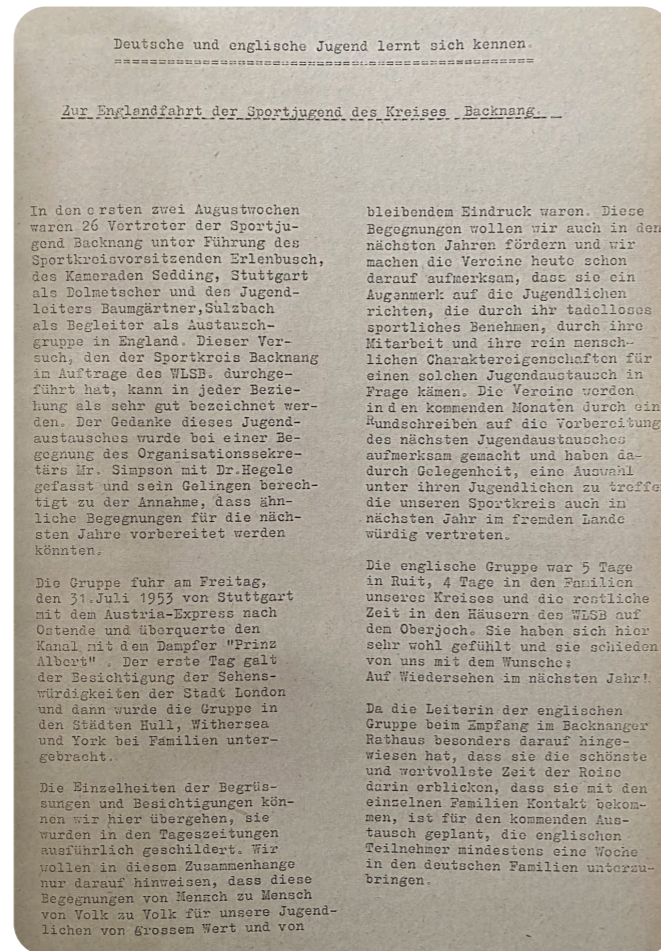 Deutsche und englische Jugend lernt sich kennen.
Zur Englandfahrt der Sportjugend des Kreises Backnang.
In den ersten zwei Augustwochen
waren 26 Vertreter der Sportju-
gend Backnang unter Führung des
Sportkreisvorsitzenden Erlenbusch,
des Kameraden Sedding, Stuttgart
als Dolmetscher und des Jugend-
leiters Baumgärtner,Sulzbach
als Begleiter als Austausch-
gruppe in England. Dieser Ver-
such, den der Sportkreis Backnang
im Auftrage des WLSB. durchge-
führt hat, kann in jeder Bezie-
hung als sehr gut bezeichnet wer-
den. Der Gedanke dieses Jugend-
austausches wurde bei einer Be-
gegnung des Organisationssekre-
tärs Mr. Simpson mit Dr.Hegele
gefasst und sein Gelingen berech-
tigt zu der Annahme, dass ähn-
liche Begegnungen für die näch-
sten Jahre vorbereitet werden
könnten.
Die Gruppe fuhr am Freitag,
den 31.Juli 1953 von Stuttgart
mit dem Austria-Express nach
Ostende und überquerte den
Kanal mit dem Dampfer "Prinz
Albert" . Der erste Tag galt
der Besichtigung der Sehens-
würdigkeiten der Stadt London
und dann wurde die Gruppe in
den Städten Hull, Withersea
und York bei Familien unter-
gebracht.
Die Einzelheiten der Begrüs-
sungen und Besichtigungen kön-
nen wir hier übergehen, sie
wurden in den Tageszeitungen
ausführlich geschildert. Wir
wollen in diesem Zusammenhange
nur darauf hinweisen, dass diese
Begegnungen von Mensch zu Mensch
von Volk zu Volk für unsere Jugend-
lichen von grossem Wert und von
bleibendem Eindruck waren. Diese
Begegnungen wollen wir auch in den
nächsten Jahren fördern und wir
machen die Vereine heute schon
darauf aufmerksam, dass sie ein
Augenmerk auf die Jugendlichen
richten, die durch ihr tadelloses
sportliches Benehmen, durch ihre
Mitarbeit und ihre rein mensch-
lichen Charaktereigenschaften für
einen solchen Jugendaustausch in
Frage kämen. Die Vereine werden
in den kommenden Monaten durch ein
Rundschreiben auf die Vorbereitung
des nächsten Jugendaustausches
aufmerksam gemacht und haben da-
durch Gelegenheit, eine Auswahl
unter ihren Jugendlichen zu treffe
die unseren Sportkreis auch im
nächsten Jahr im fremden Lande
würdig vertreten.
Die englische Gruppe war 5 Tage
in Ruit, 4 Tage in den Familien
unseres Kreises und die restliche
Zeit in den Häusern des WLSB auf
dem Oberjoch. Sie haben sich hier
sehr wohl gefühlt und sie schieden
von uns mit dem Wunsche:
Auf Wiedersehen im nächsten Jahr!.
Da die Leiterin der englischen
Gruppe beim Empfang im Backnanger
Rathaus besonders darauf hinge-
wiesen hat, dass sie die schönste
und wertvollste Zeit der Reise
darin erblicken, dass sie mit den
einzelnen Familien Kontakt bekom-
men, ist für den kommenden Aus-
tausch geplant, die englischen
Teilnehmer mindestens eine Woche
in den deutschen Familien unterzu-
bringen.